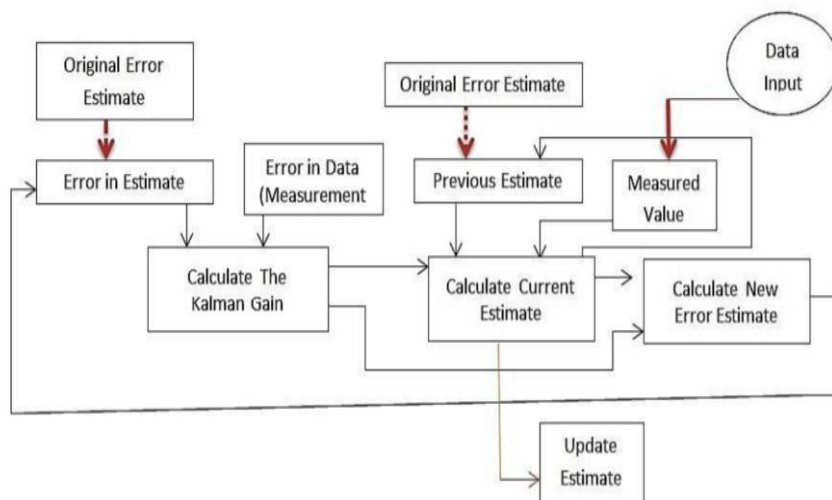 Original Error
Estimate
Original Error Estimate
Data
Input
Error in Estimate
Error in Data
(Measurement
Previous Estimate
Measured
Value
Calculate The
Kalman Gain
Calculate Current
Estimate
Calculate New
Error Estimate
Update
Estimate